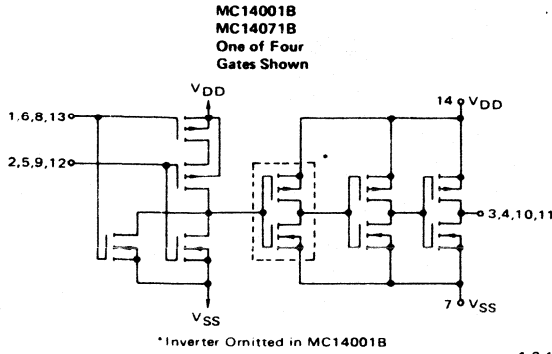 MC14001B
MC14071B
One of Four
Gates Shown
VDD
14 VDD
1,6,8,13
2,5,9,12
*
3,4,10,11
VSS
7 VSS
*Inverter Omitted in MC14001B